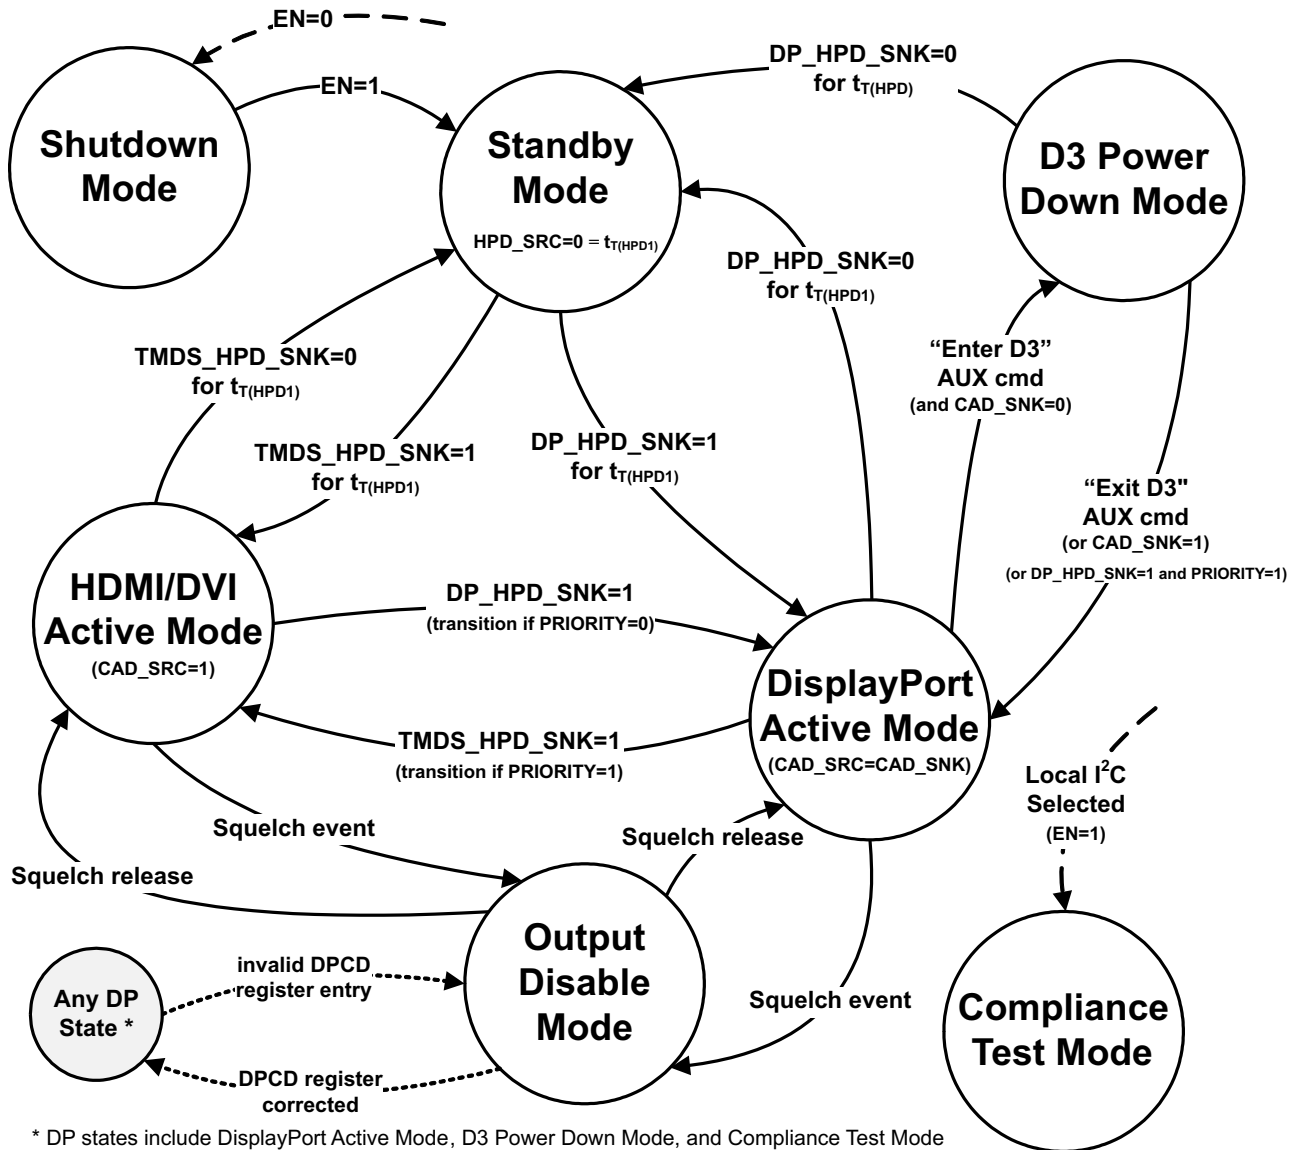 EN=0
EN=1
Shutdown
Mode
Standby
Mode
HPD_SRC=0 = tT(HPD1)
DP_HPD_SNK=0
for tT(HPD)
D3 Power
Down Mode
DP_HPD_SNK=0
for tT(HPD1)
TMDS_HPD_SNK=0
for tT(HPD1)
“Enter D3”
AUX cmd
(and CAD_SNK=0)
TMDS_HPD_SNK=1
for tT(HPD1)
DP_HPD_SNK=1
for tT(HPD1)
“Exit D3"
AUX cmd
(or CAD_SNK=1)
(or DP_HPD_SNK=1 and PRIORITY=1)
HDMI/DVI
Active Mode
(CAD_SRC=1)
DP_HPD_SNK=1
(transition if PRIORITY=0)
DisplayPort
Active Mode
(CAD_SRC=CAD_SNK)
TMDS_HPD_SNK=1
(transition if PRIORITY=1)
Local I²C
Selected
(EN=1)
Squelch event
Squelch release
Squelch release
Output
Disable
Mode
invalid DPCD
register entry
Any DP
State *
Squelch event
Compliance
Test Mode
DPCD register
corrected
* DP states include DisplayPort Active Mode, D3 Power Down Mode, and Compliance Test Mode